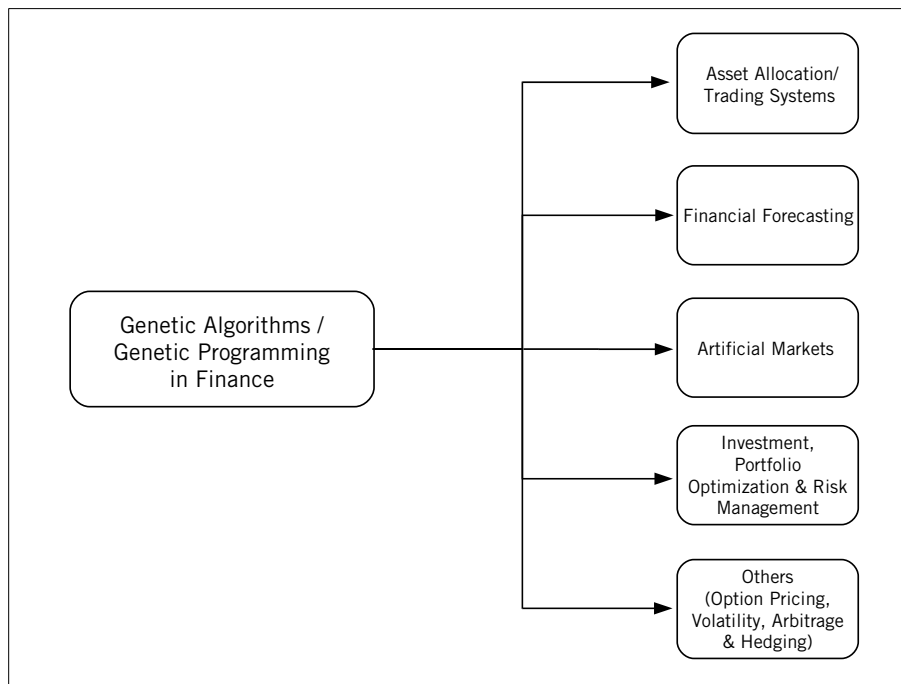 Genetic Algorithms /
Genetic Programming
in Finance
Asset Allocation/
Trading Systems
Financial Forecasting
Artificial Markets
Investment,
Portfolio
Optimization & Risk
Management
Others
(Option Pricing,
Volatility, Arbitrage
& Hedging)